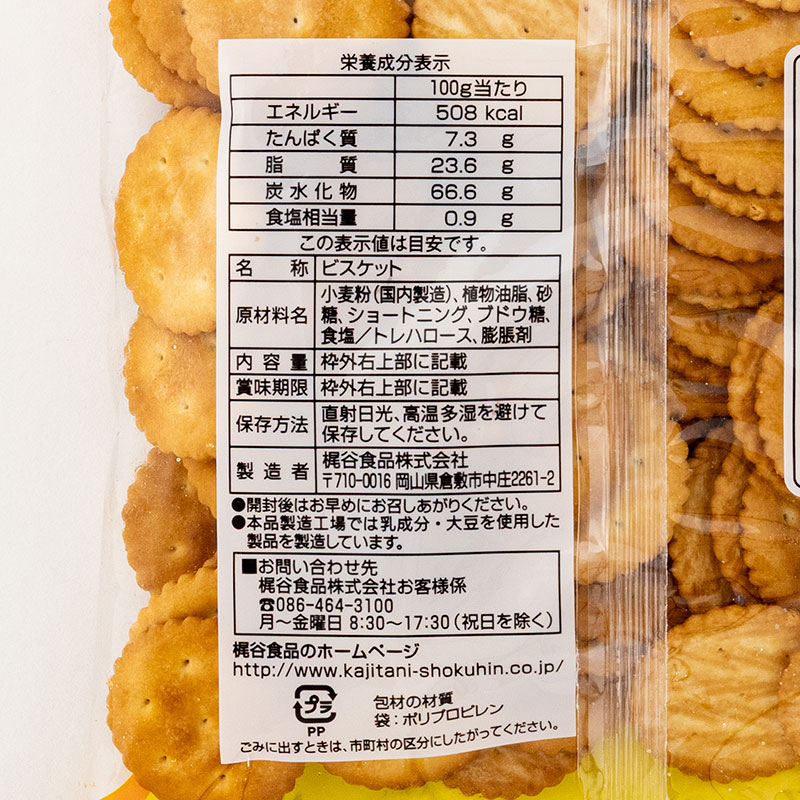 栄養成分表示
100g当たり
エネルギー 508 kcal
たんぱく質 7.3 g
脂質 23.6 g
炭水化物 66.6 g
食塩相当量 0.9 g
この表示値は目安です。
名称 ビスケット
原材料名 小麦粉(国内製造)、植物油脂、砂
糖、ショートニング、ブドウ糖、
食塩/トレハロース、膨脹剤
内容量 枠外右上部に記載
賞味期限 枠外右上部に記載
保存方法 直射日光、高温多湿を避けて
保存してください。
製造者 梶谷食品株式会社
〒710-0016 岡山県倉敷市中庄2261-2
●開封後はお早めにお召しあがりください。
●本品製造工場では乳成分・大豆を使用した
製品を製造しています。
■お問い合わせ先
梶谷食品株式会社お客様係
☎086-464-3100
月〜金曜日 8:30〜17:30(祝日を除く)
梶谷食品のホームページ
http://www.kajitani-shokuhin.co.jp/
プラ
PP
包材の材質
袋:ポリプロピレン
ごみに出すときは、市町村の区分にしたがってください。